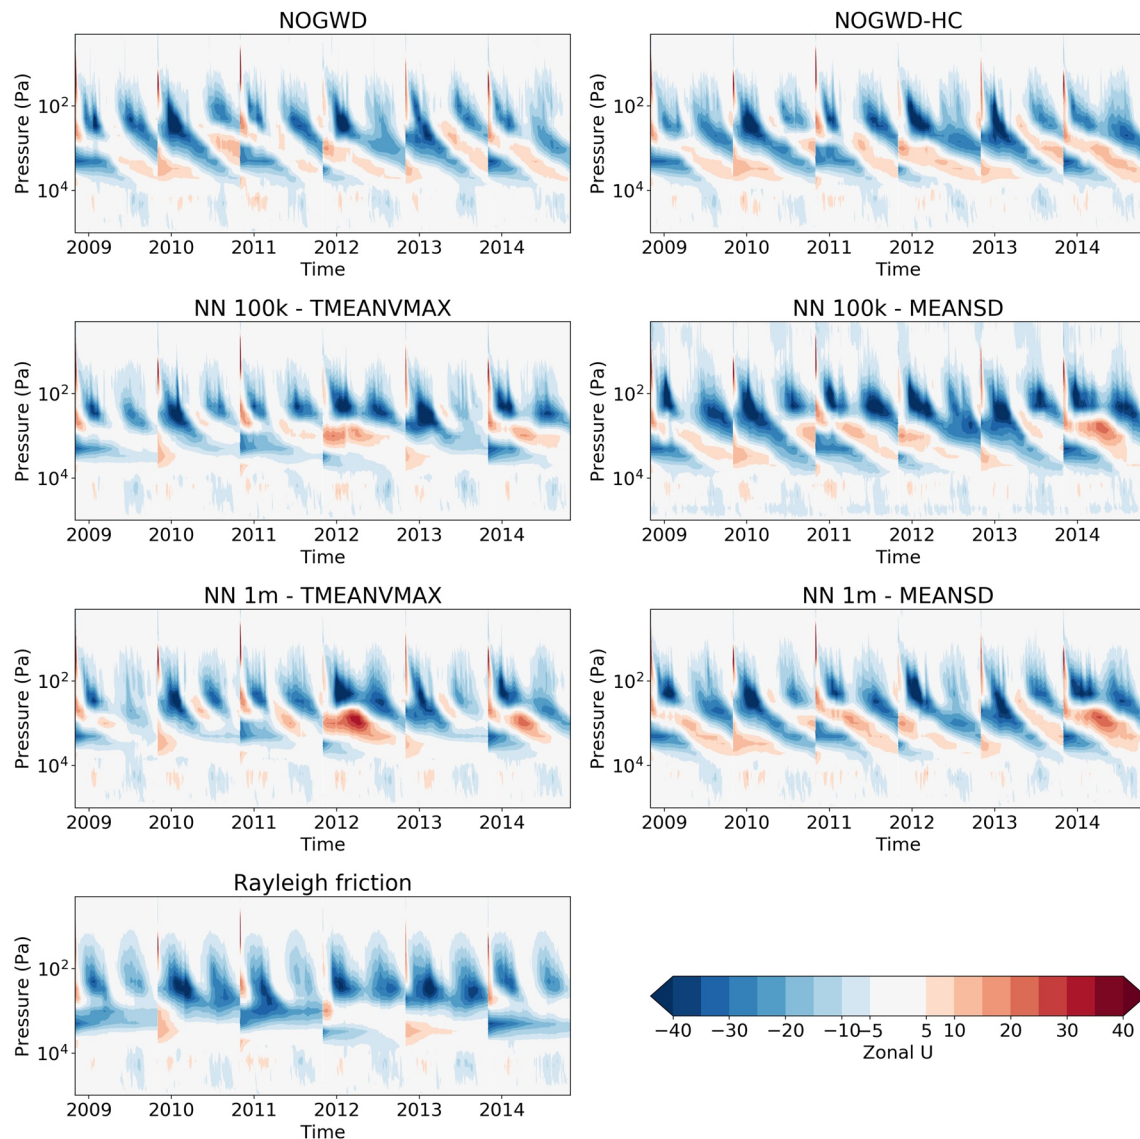 NOGWD
NOGWD-HC
Pressure (Pa)
10²
10⁴
2009 2010 2011 2012 2013 2014
Time
Pressure (Pa)
10²
10⁴
2009 2010 2011 2012 2013 2014
Time
NN 100k - TMEANVMAX
NN 100k - MEANSD
Pressure (Pa)
10²
10⁴
2009 2010 2011 2012 2013 2014
Time
Pressure (Pa)
10²
10⁴
2009 2010 2011 2012 2013 2014
Time
NN 1m - TMEANVMAX
NN 1m - MEANSD
Pressure (Pa)
10²
10⁴
2009 2010 2011 2012 2013 2014
Time
Pressure (Pa)
10²
10⁴
2009 2010 2011 2012 2013 2014
Time
Rayleigh friction
Pressure (Pa)
10²
10⁴
2009 2010 2011 2012 2013 2014
Time
−40 −30 −20 −10 −5 5 10 20 30 40
Zonal U